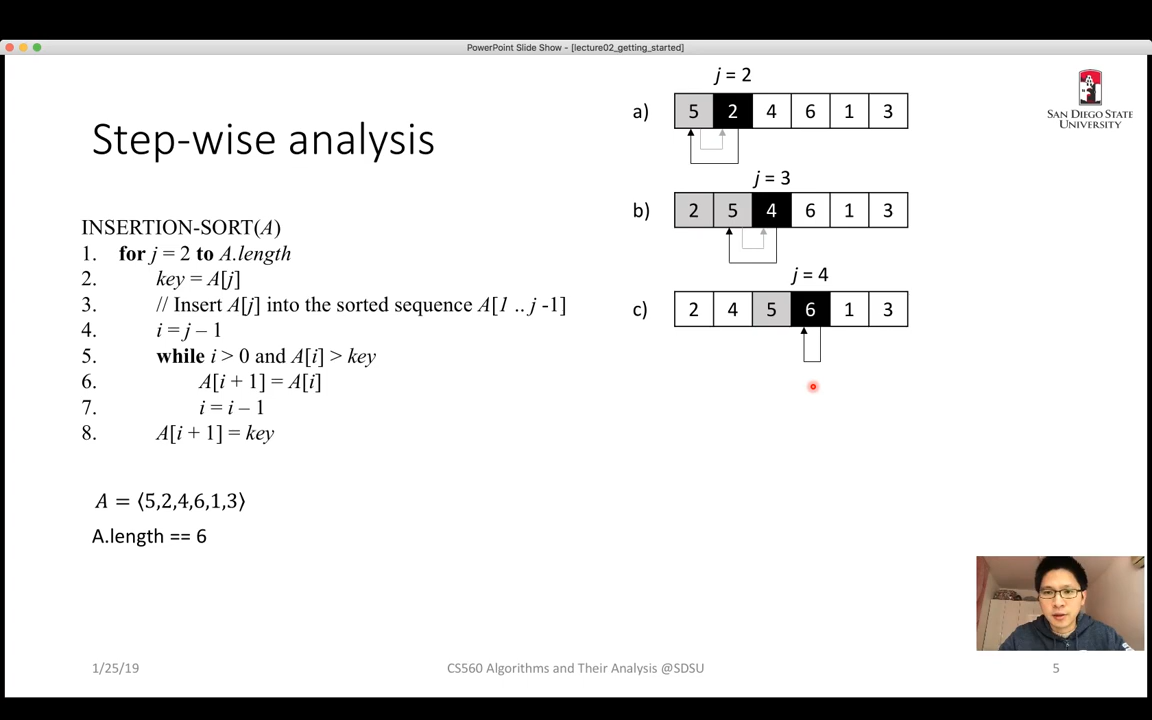 PowerPoint Slide Show - [lecture02_getting_started]
Step-wise analysis
INSERTION-SORT(A)
1. for j = 2 to A.length
2. key = A[j]
3. // Insert A[j] into the sorted sequence A[1 .. j -1]
4. i = j – 1
5. while i > 0 and A[i] > key
6. A[i + 1] = A[i]
7. i = i – 1
8. A[i + 1] = key
A = ⟨5,2,4,6,1,3⟩
A.length == 6
j = 2
a) 5 2 4 6 1 3
j = 3
b) 2 5 4 6 1 3
j = 4
c) 2 4 5 6 1 3
SAN DIEGO STATE
UNIVERSITY
1/25/19 CS560 Algorithms and Their Analysis @SDSU 5